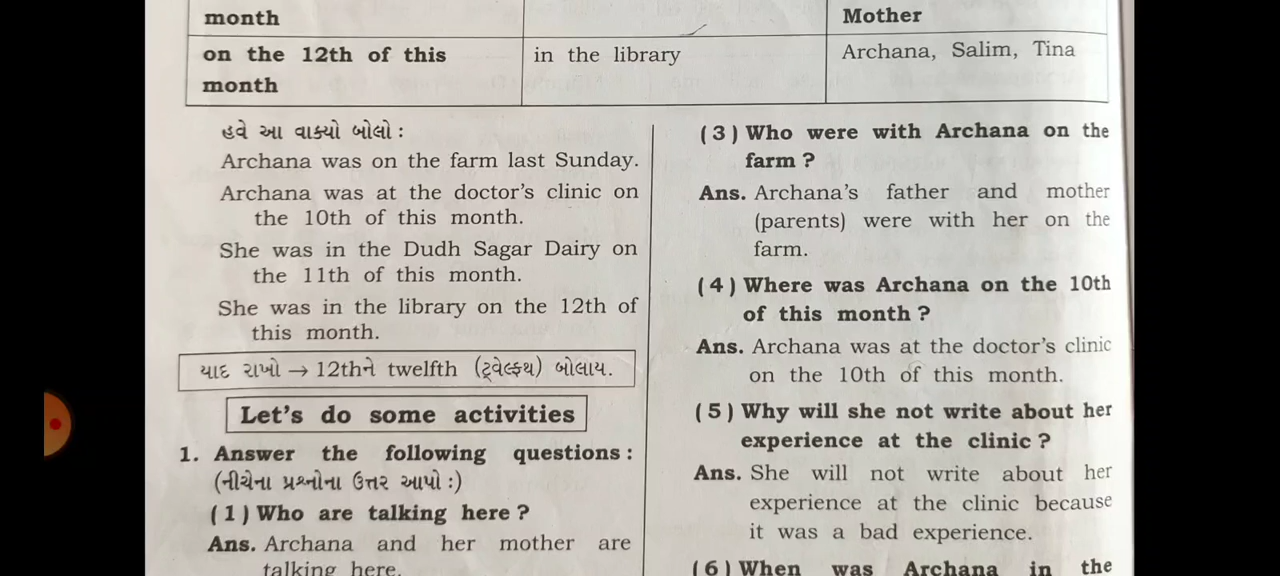 month
Mother
on the 12th of this
month
in the library
Archana, Salim, Tina
હવે આ વાક્યો બોલો :
Archana was on the farm last Sunday.
Archana was at the doctor's clinic on
the 10th of this month.
She was in the Dudh Sagar Dairy on
the 11th of this month.
She was in the library on the 12th of
this month.
યાદ રાખો → 12thને twelfth (ટ્વેલ્ફ્થ) બોલાય.
Let's do some activities
1. Answer the following questions :
(નીચેના પ્રશ્નોના ઉત્તર આપો :)
(1) Who are talking here ?
Ans. Archana and her mother are
talking here.
(3) Who were with Archana on the
farm ?
Ans. Archana's father and mother
(parents) were with her on the
farm.
(4) Where was Archana on the 10th
of this month ?
Ans. Archana was at the doctor's clinic
on the 10th of this month.
(5) Why will she not write about her
experience at the clinic ?
Ans. She will not write about her
experience at the clinic because
it was a bad experience.
(6) When was Archana in the